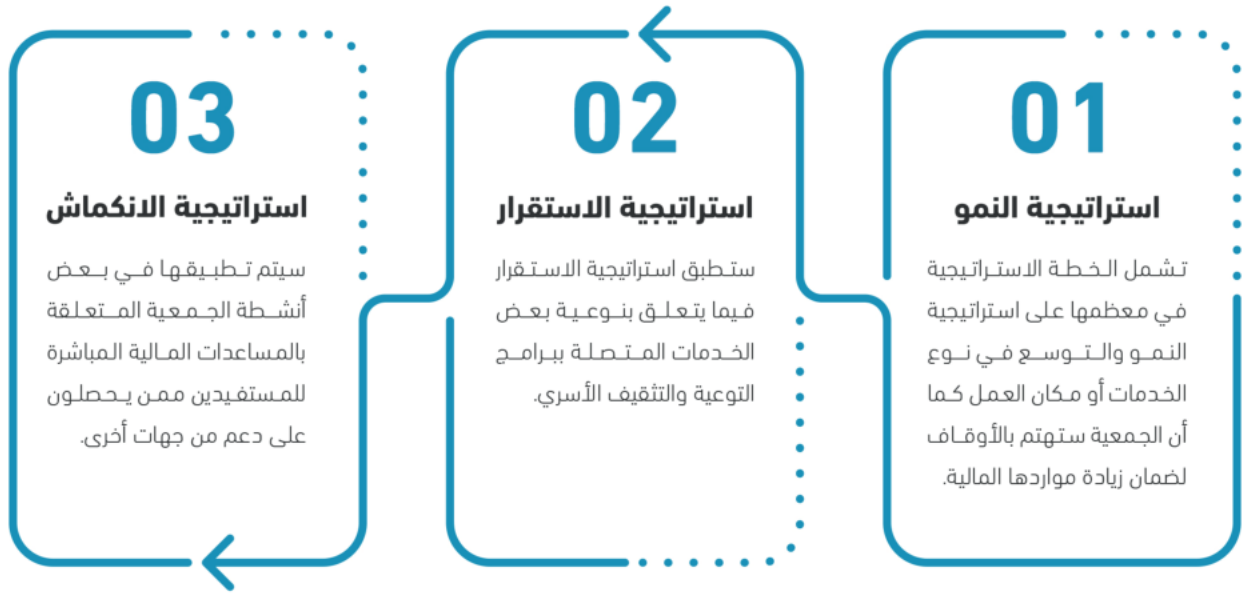 01
استراتيجية النمو
تشمل الخطة الاستراتيجية
في معظمها على استراتيجية
النمو والتوسع في نوع
الخدمات أو مكان العمل كما
أن الجمعية ستهتم بالأوقاف
لضمان زيادة مواردها المالية.
02
استراتيجية الاستقرار
ستطبق استراتيجية الاستقرار
فيما يتعلق بنوعية بعض
الخدمات المتصلة ببرامج
التوعية والتثقيف الأسري.
03
استراتيجية الانكماش
سيتم تطبيقها في بعض
أنشطة الجمعية المتعلقة
بالمساعدات المالية المباشرة
للمستفيدين ممن يحصلون
على دعم من جهات أخرى.